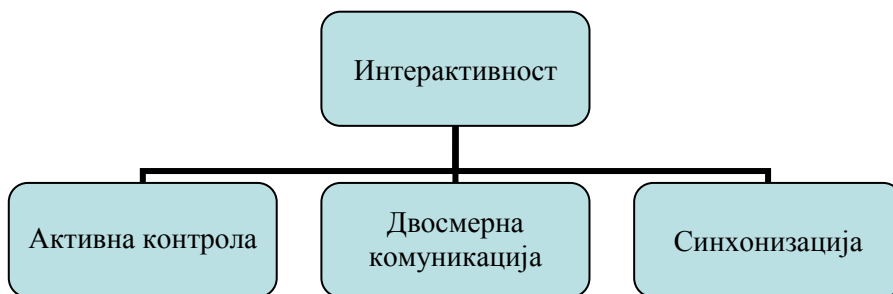 Интерактивност
Активна контрола
Двосмерна
комуникација
Синхонизација